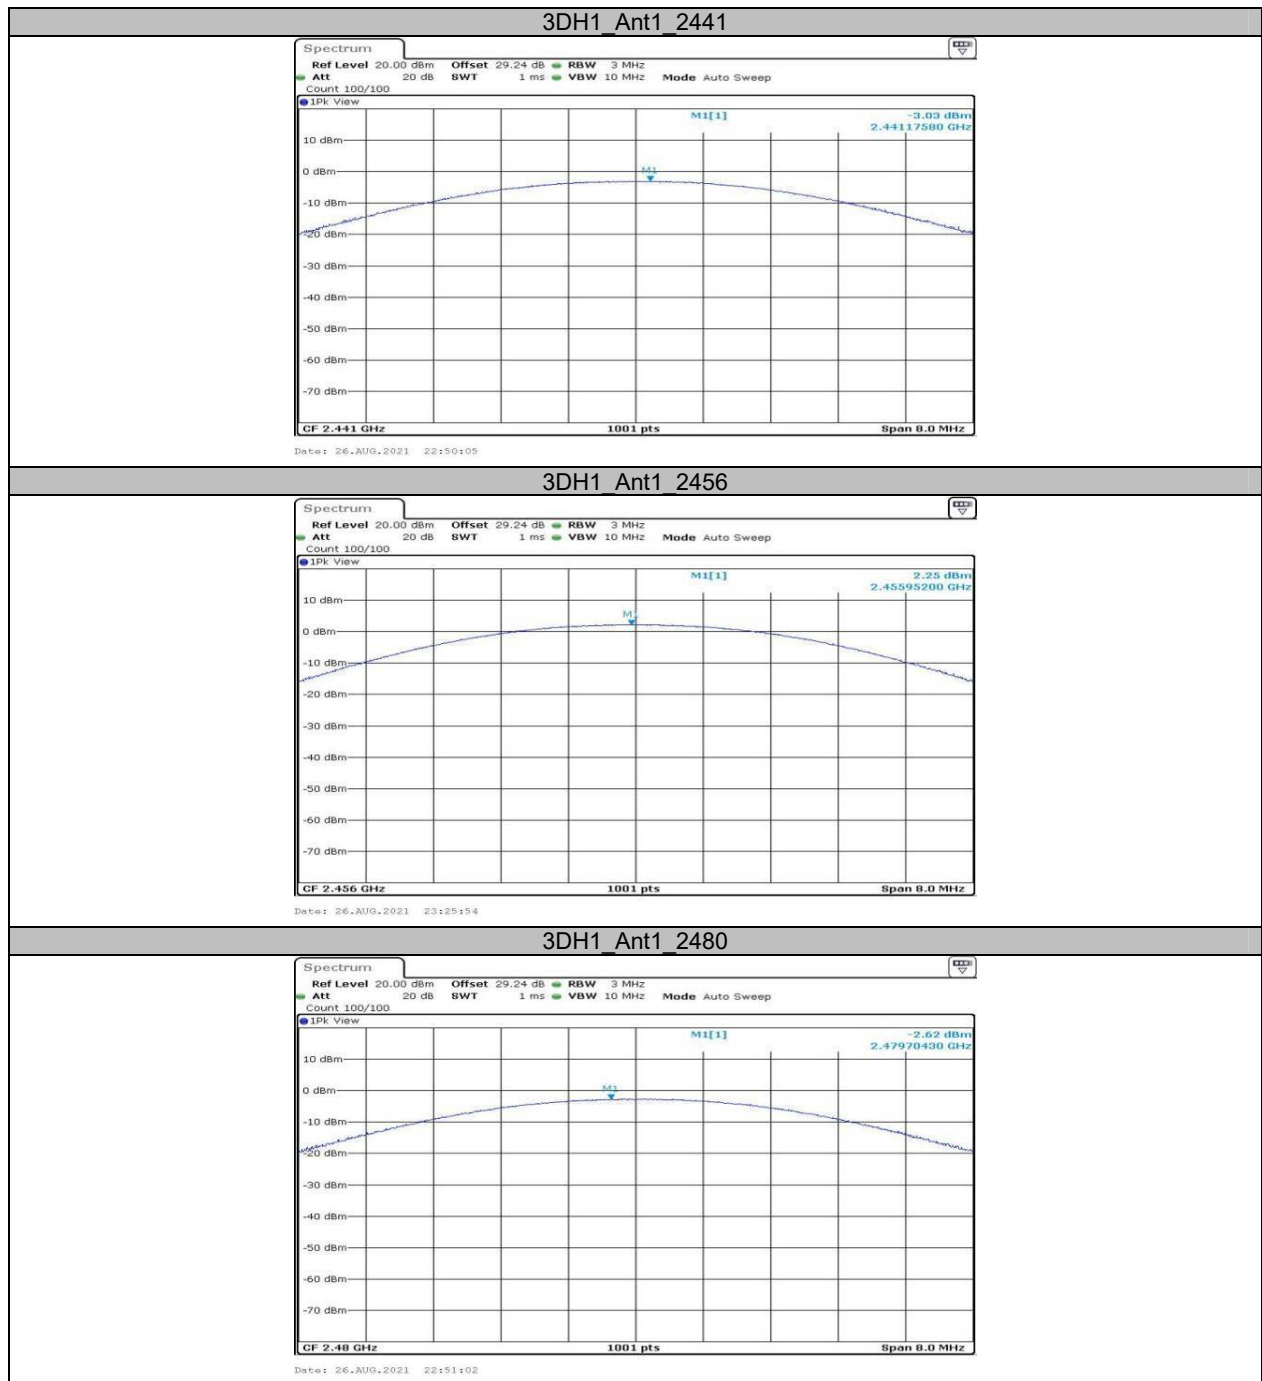 3DH1_Ant1_2441
Spectrum
Ref Level 20.00 dBm Offset 29.24 dB RBW 3 MHz
Att 20 dB SWT 1 ms VBW 10 MHz Mode Auto Sweep
Count 100/100
1Pk View
M1[1] -3.03 dBm
2.44117580 GHz
10 dBm
M1
0 dBm
-10 dBm
-20 dBm
-30 dBm
-40 dBm
-50 dBm
-60 dBm
-70 dBm
CF 2.441 GHz 1001 pts Span 8.0 MHz
Date: 26.AUG.2021 22:50:05
3DH1_Ant1_2456
Spectrum
Ref Level 20.00 dBm Offset 29.24 dB RBW 3 MHz
Att 20 dB SWT 1 ms VBW 10 MHz Mode Auto Sweep
Count 100/100
1Pk View
M1[1] 2.25 dBm
2.45595200 GHz
10 dBm
M1
0 dBm
-10 dBm
-20 dBm
-30 dBm
-40 dBm
-50 dBm
-60 dBm
-70 dBm
CF 2.456 GHz 1001 pts Span 8.0 MHz
Date: 26.AUG.2021 23:25:54
3DH1_Ant1_2480
Spectrum
Ref Level 20.00 dBm Offset 29.24 dB RBW 3 MHz
Att 20 dB SWT 1 ms VBW 10 MHz Mode Auto Sweep
Count 100/100
1Pk View
M1[1] -2.62 dBm
2.47970430 GHz
10 dBm
M1
0 dBm
-10 dBm
-20 dBm
-30 dBm
-40 dBm
-50 dBm
-60 dBm
-70 dBm
CF 2.48 GHz 1001 pts Span 8.0 MHz
Date: 26.AUG.2021 22:51:02